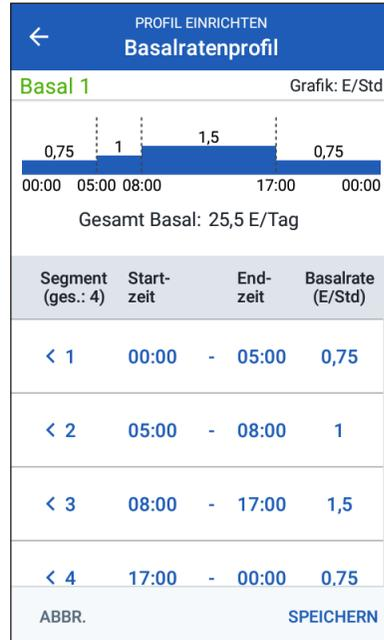 PROFIL EINRICHTEN
Basalratenprofil
Basal 1 Grafik: E/Std
0,75 1 1,5 0,75
00:00 05:00 08:00 17:00 00:00
Gesamt Basal: 25,5 E/Tag
Segment Start- End- Basalrate
(ges.: 4) zeit zeit (E/Std)
< 1 00:00 - 05:00 0,75
< 2 05:00 - 08:00 1
< 3 08:00 - 17:00 1,5
< 4 17:00 - 00:00 0,75
ABBR. SPEICHERN